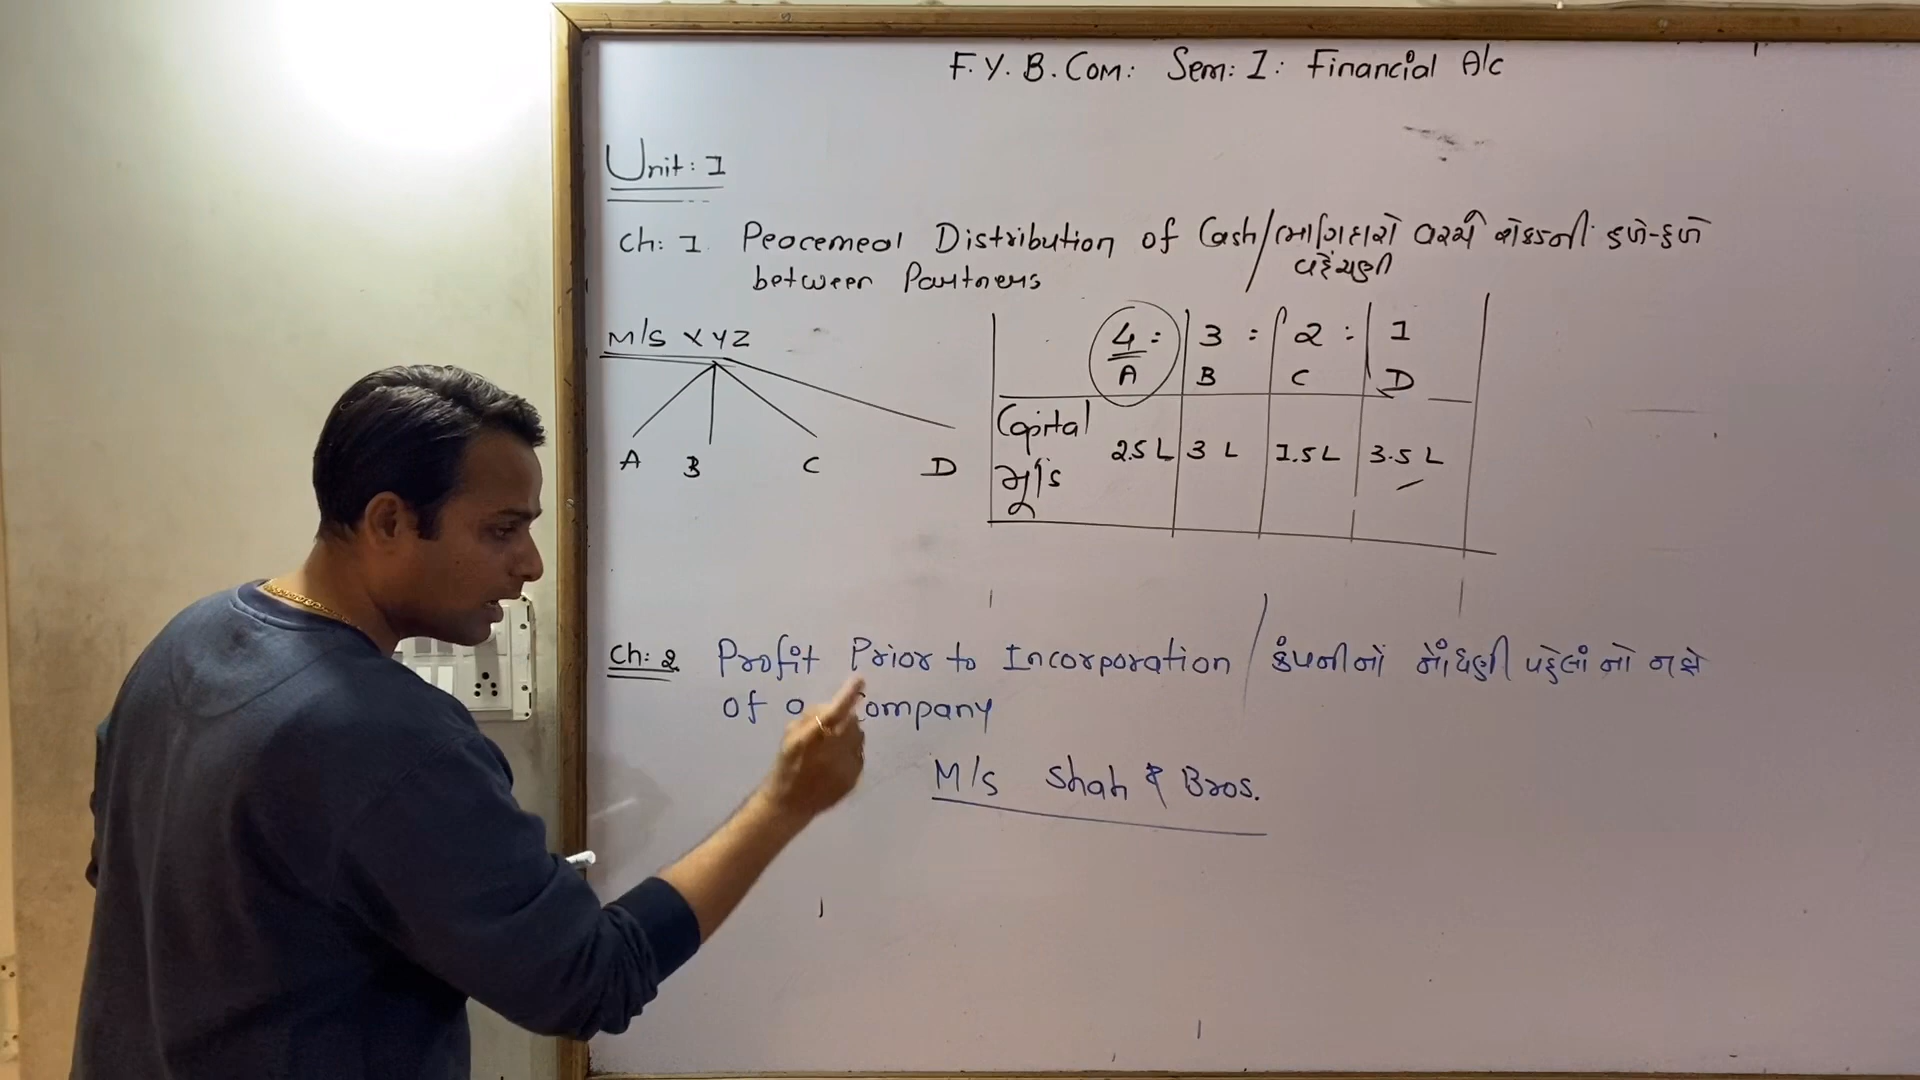 F. Y. B. Com: Sem: I: Financial A/c
Unit: I
Ch: I Peacemeal Distribution of Cash / ભાગીદારો વચ્ચે રોકડની હપ્તે-હપ્તે
between Partners વહેંચણી
M/S XYZ
A B C D
4 : 3 : 2 : 1
A B C D
Capital
2.5 L 3 L 1.5 L 3.5 L
Ch: 2 Profit Prior to Incorporation / કંપનીની નોંધણી પહેલાંનો નફો
of a Company
M/s Shah & Bros.